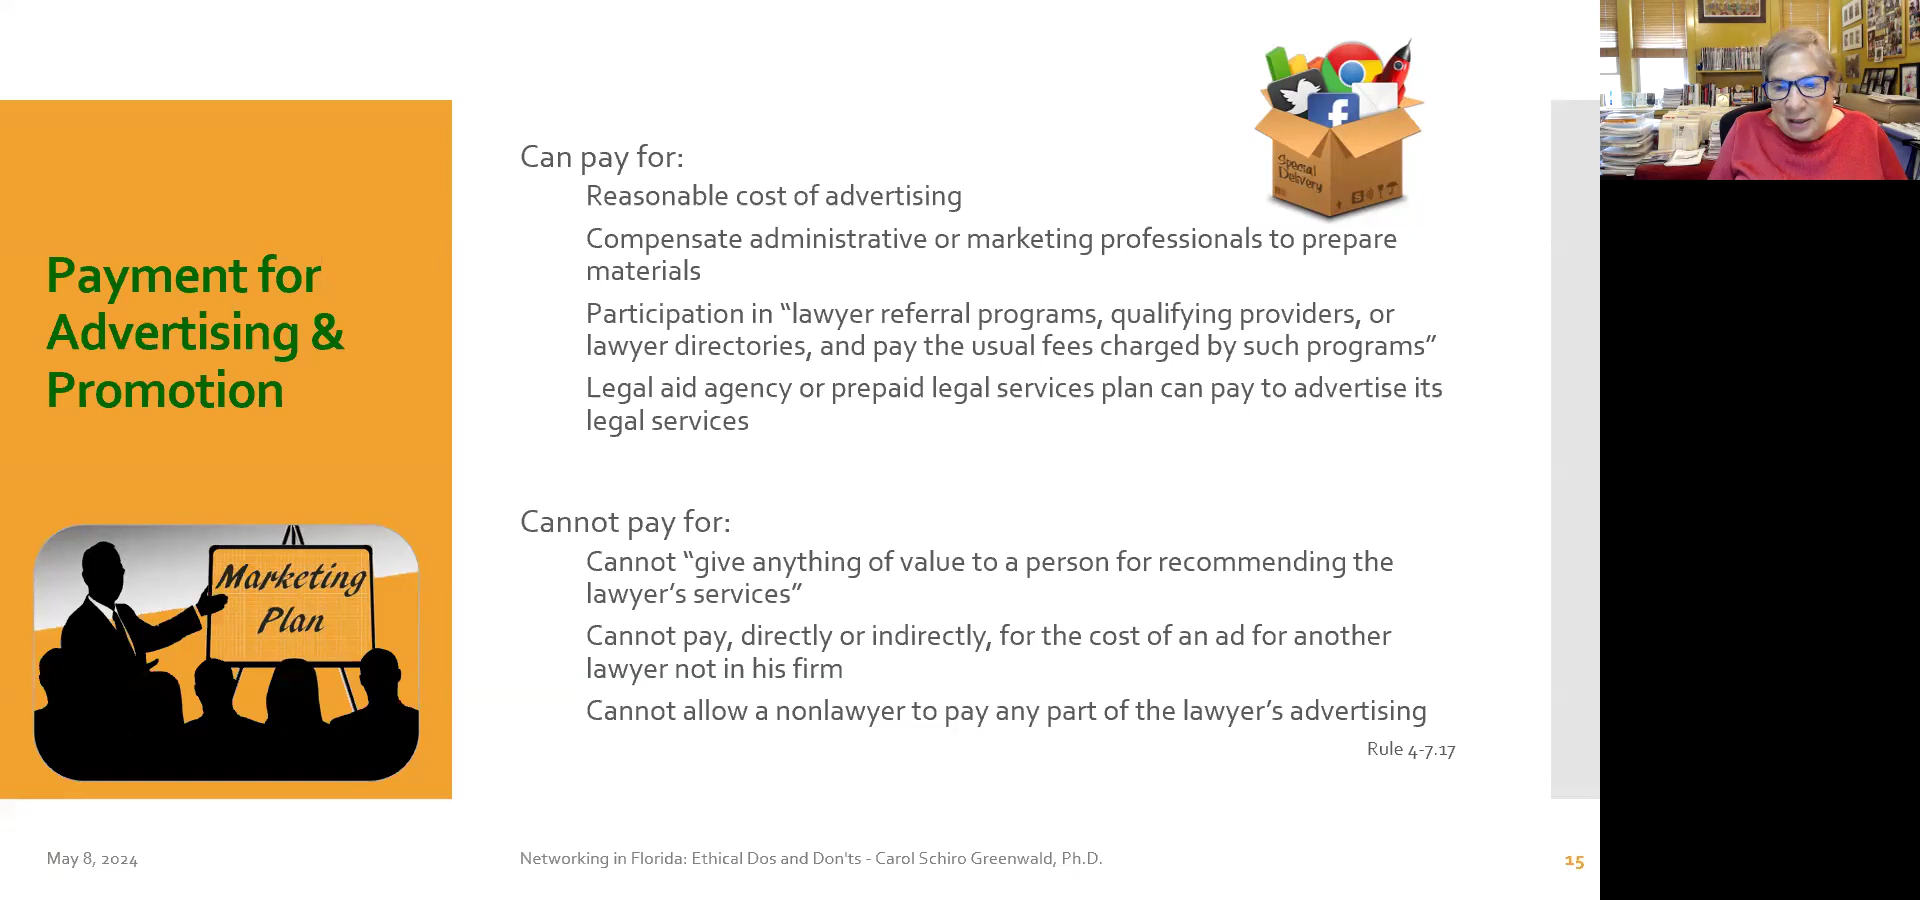 Payment for
Advertising &
Promotion
Marketing
Plan
Special
Delivery
Can pay for:
Reasonable cost of advertising
Compensate administrative or marketing professionals to prepare
materials
Participation in “lawyer referral programs, qualifying providers, or
lawyer directories, and pay the usual fees charged by such programs”
Legal aid agency or prepaid legal services plan can pay to advertise its
legal services
Cannot pay for:
Cannot “give anything of value to a person for recommending the
lawyer’s services”
Cannot pay, directly or indirectly, for the cost of an ad for another
lawyer not in his firm
Cannot allow a nonlawyer to pay any part of the lawyer’s advertising
Rule 4-7.17
May 8, 2024
Networking in Florida: Ethical Dos and Don'ts - Carol Schiro Greenwald, Ph.D.
15